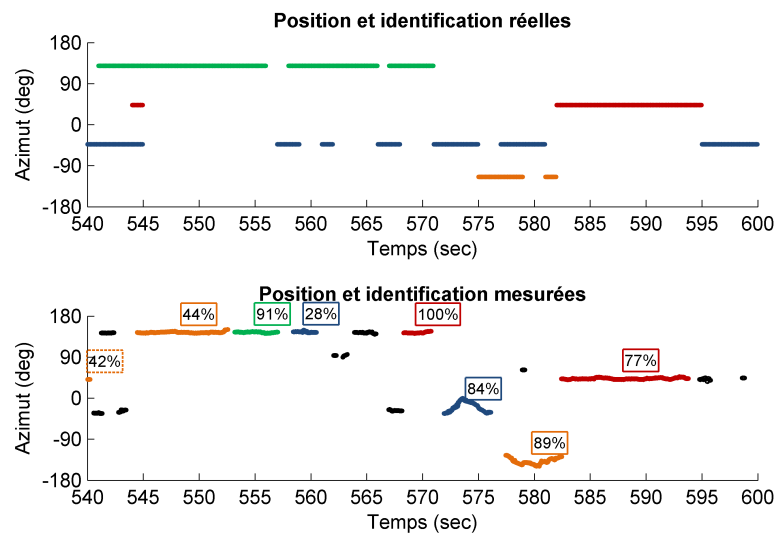 Position et identification réelles
180
90
0
-90
-180
Azimut (deg)
540 545 550 555 560 565 570 575 580 585 590 595 600
Temps (sec)
Position et identification mesurées
180
90
0
-90
-180
Azimut (deg)
42%
44%
91%
28%
100%
84%
89%
77%
540 545 550 555 560 565 570 575 580 585 590 595 600
Temps (sec)